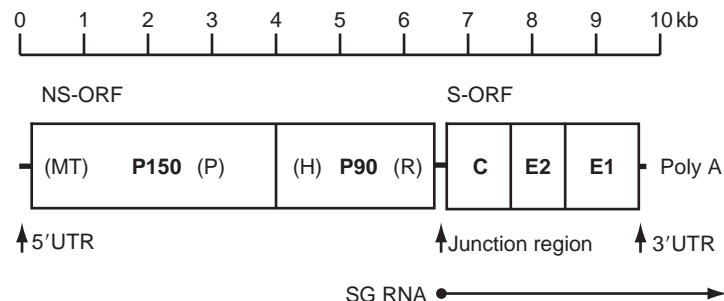 0 1 2 3 4 5 6 7 8 9 10 kb
NS-ORF S-ORF
(MT) P150 (P) (H) P90 (R) C E2 E1 Poly A
5′UTR Junction region 3′UTR
SG RNA